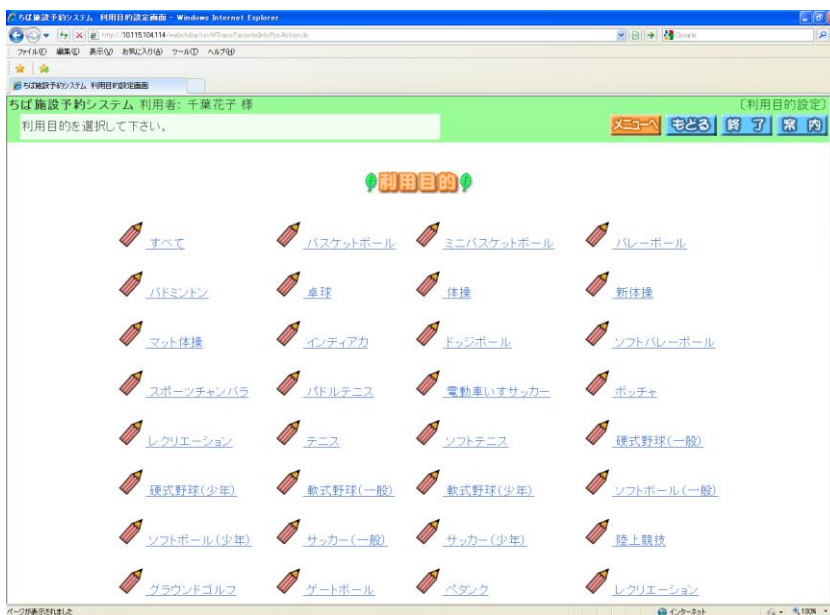 ちば施設予約システム 利用目的設定画面 - Windows Internet Explorer
Google
ファイル(F) 編集(E) 表示(V) お気に入り(A) ツール(T) ヘルプ(H)
ちば施設予約システム 利用目的設定画面
ちば施設予約システム 利用者: 千葉花子 様 〔利用目的設定〕
利用目的を選択して下さい。 メニューへ もどる 終 了 案 内
利用目的
すべて バスケットボール ミニバスケットボール バレーボール
バドミントン 卓球 体操 新体操
マット体操 インディアカ ドッジボール ソフトバレーボール
スポーツチャンバラ パドルテニス 電動車いすサッカー ボッチャ
レクリエーション テニス ソフトテニス 硬式野球(一般)
硬式野球(少年) 軟式野球(一般) 軟式野球(少年) ソフトボール(一般)
ソフトボール(少年) サッカー(一般) サッカー(少年) 陸上競技
グラウンドゴルフ ゲートボール ペタンク レクリエーション
ページが表示されました インターネット 100%